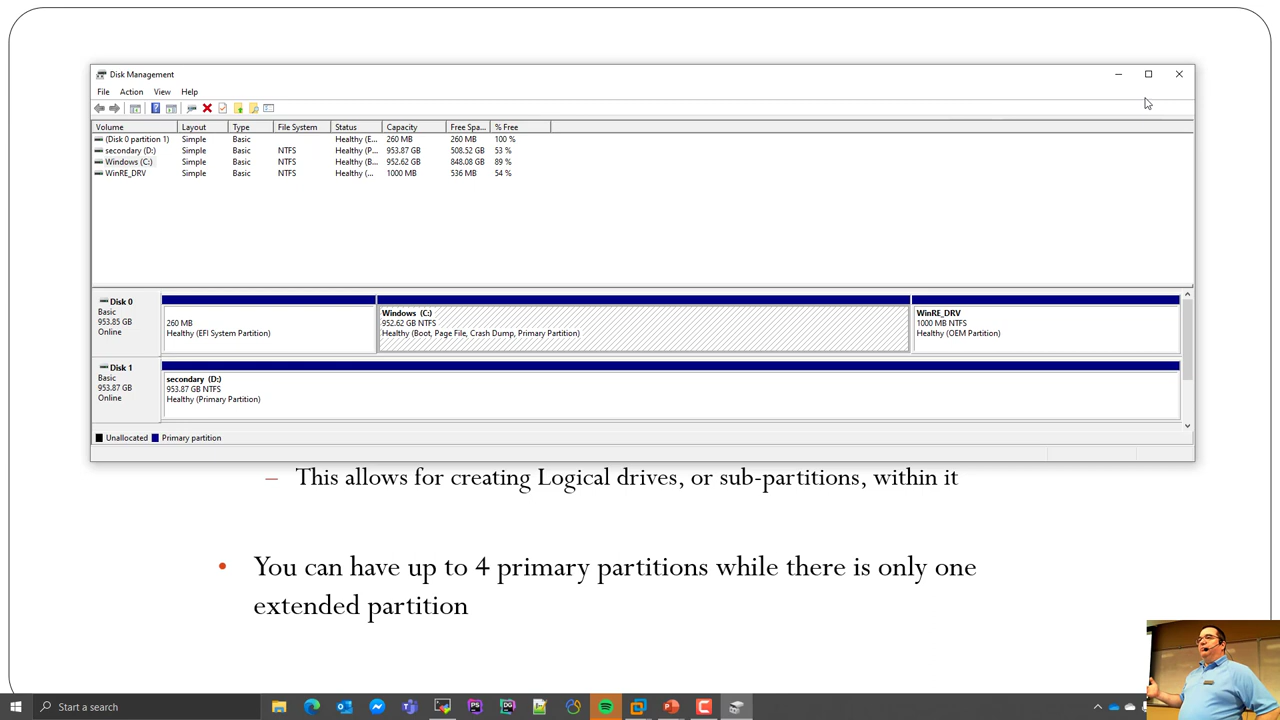 Disk Management
File Action View Help
Volume Layout Type File System Status Capacity Free Spa... % Free
(Disk 0 partition 1) Simple Basic Healthy (E... 260 MB 260 MB 100 %
secondary (D:) Simple Basic NTFS Healthy (P... 953.87 GB 508.52 GB 53 %
Windows (C:) Simple Basic NTFS Healthy (B... 952.62 GB 848.08 GB 89 %
WinRE_DRV Simple Basic NTFS Healthy (... 1000 MB 536 MB 54 %
Disk 0
Basic
953.85 GB
Online
260 MB
Healthy (EFI System Partition)
Windows (C:)
952.62 GB NTFS
Healthy (Boot, Page File, Crash Dump, Primary Partition)
WinRE_DRV
1000 MB NTFS
Healthy (OEM Partition)
Disk 1
Basic
953.87 GB
Online
secondary (D:)
953.87 GB NTFS
Healthy (Primary Partition)
Unallocated Primary partition
– This allows for creating Logical drives, or sub-partitions, within it
• You can have up to 4 primary partitions while there is only one
extended partition
Start a search